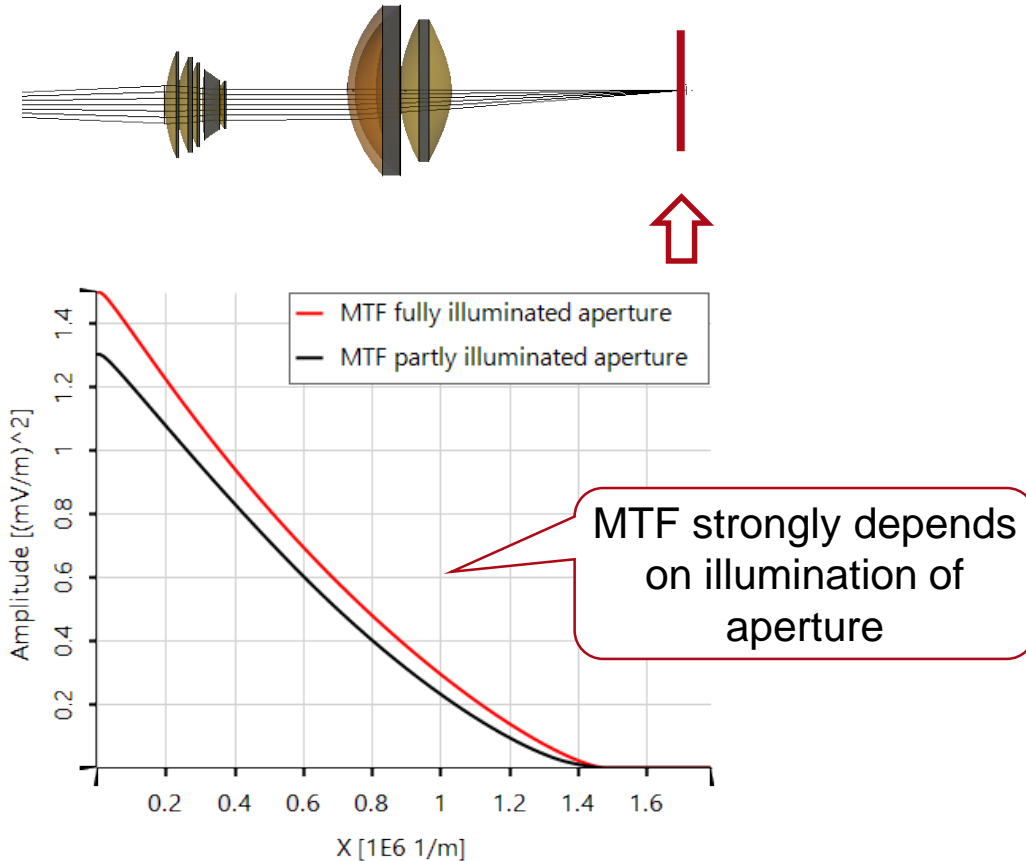 MTF fully illuminated aperture
MTF partly illuminated aperture
MTF strongly depends
on illumination of
aperture
Amplitude [(mV/m)^2]
1.4
1.2
1
0.8
0.6
0.4
0.2
0.2 0.4 0.6 0.8 1 1.2 1.4 1.6
X [1E6 1/m]